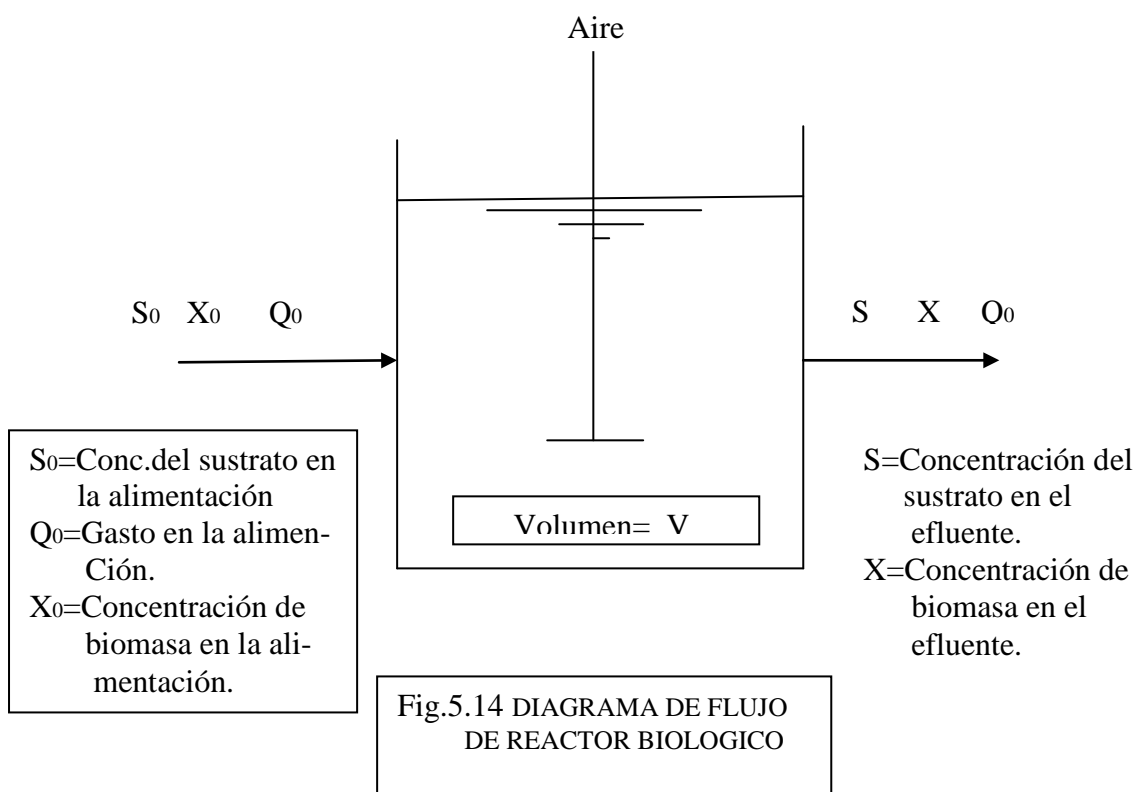 Aire
S0 X0 Q0
S X Q0
S0=Conc.del sustrato en
la alimentación
Q0=Gasto en la alimen-
Ción.
X0=Concentración de
biomasa en la ali-
mentación.
Volumen= V
S=Concentración del
sustrato en el
efluente.
X=Concentración de
biomasa en el
efluente.
Fig.5.14 DIAGRAMA DE FLUJO
DE REACTOR BIOLOGICO